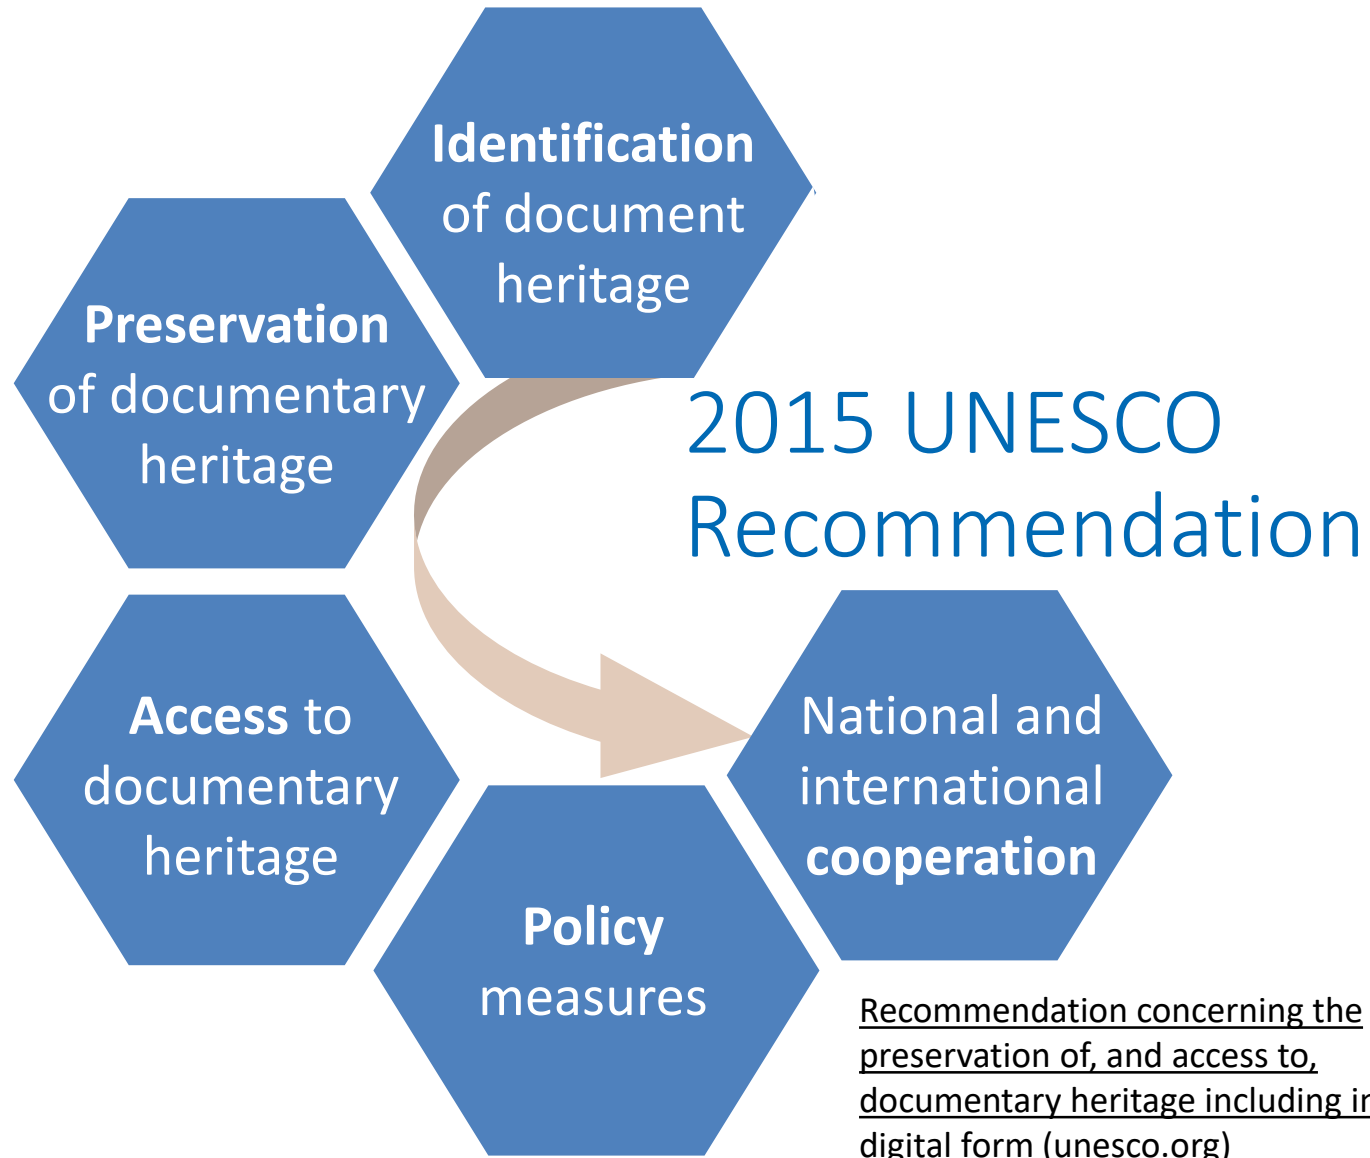 Identification
of document
heritage
Preservation
of documentary
heritage
2015 UNESCO
Recommendation
Access to
documentary
heritage
National and
international
cooperation
Policy
measures
Recommendation concerning the
preservation of, and access to,
documentary heritage including in
digital form (unesco.org)